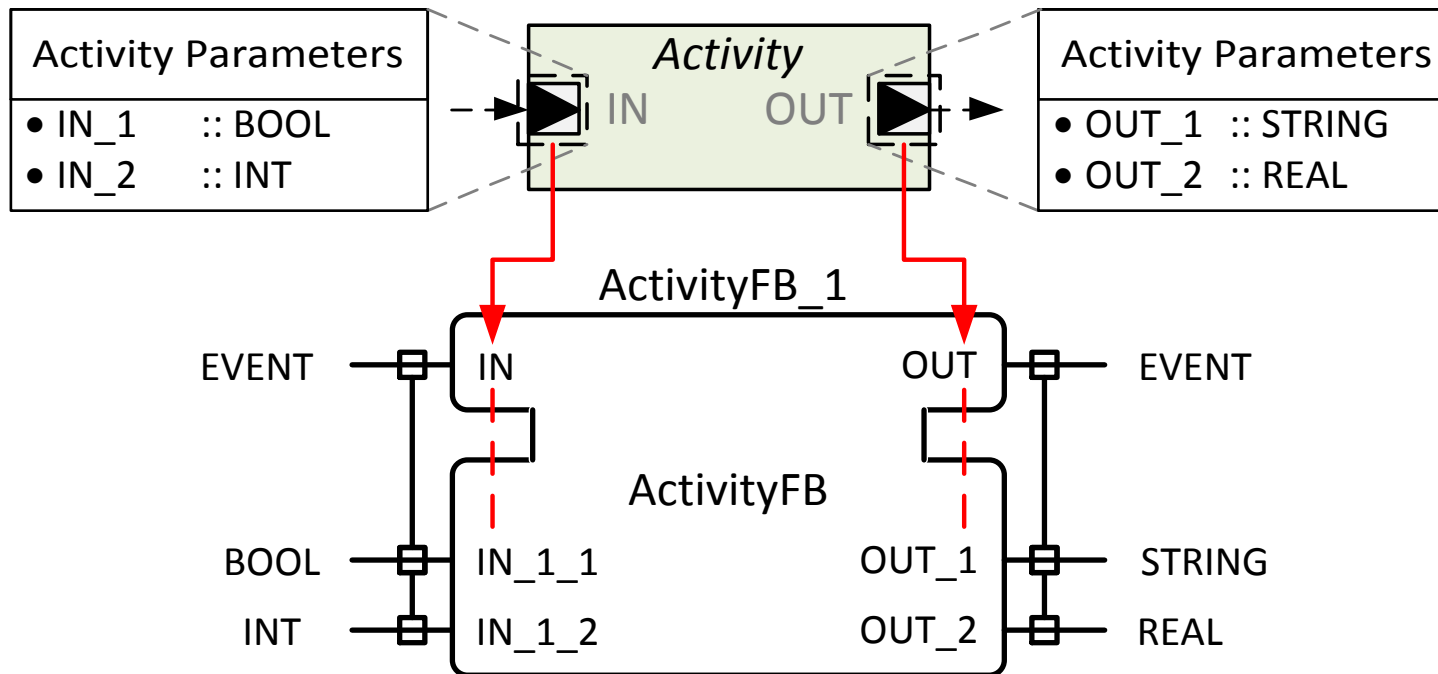 Activity Parameters
• IN_1 :: BOOL
• IN_2 :: INT
Activity
IN OUT
Activity Parameters
• OUT_1 :: STRING
• OUT_2 :: REAL
ActivityFB_1
EVENT IN OUT EVENT
ActivityFB
BOOL IN_1_1 OUT_1 STRING
INT IN_1_2 OUT_2 REAL